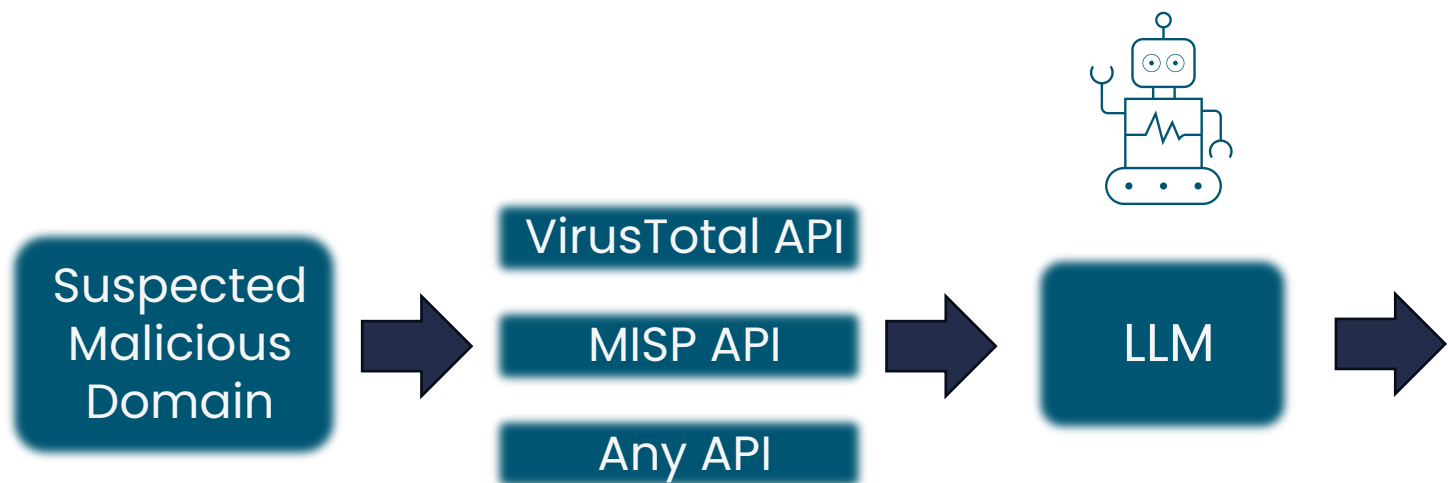 Suspected
Malicious
Domain
VirusTotal API
MISP API
Any API
LLM